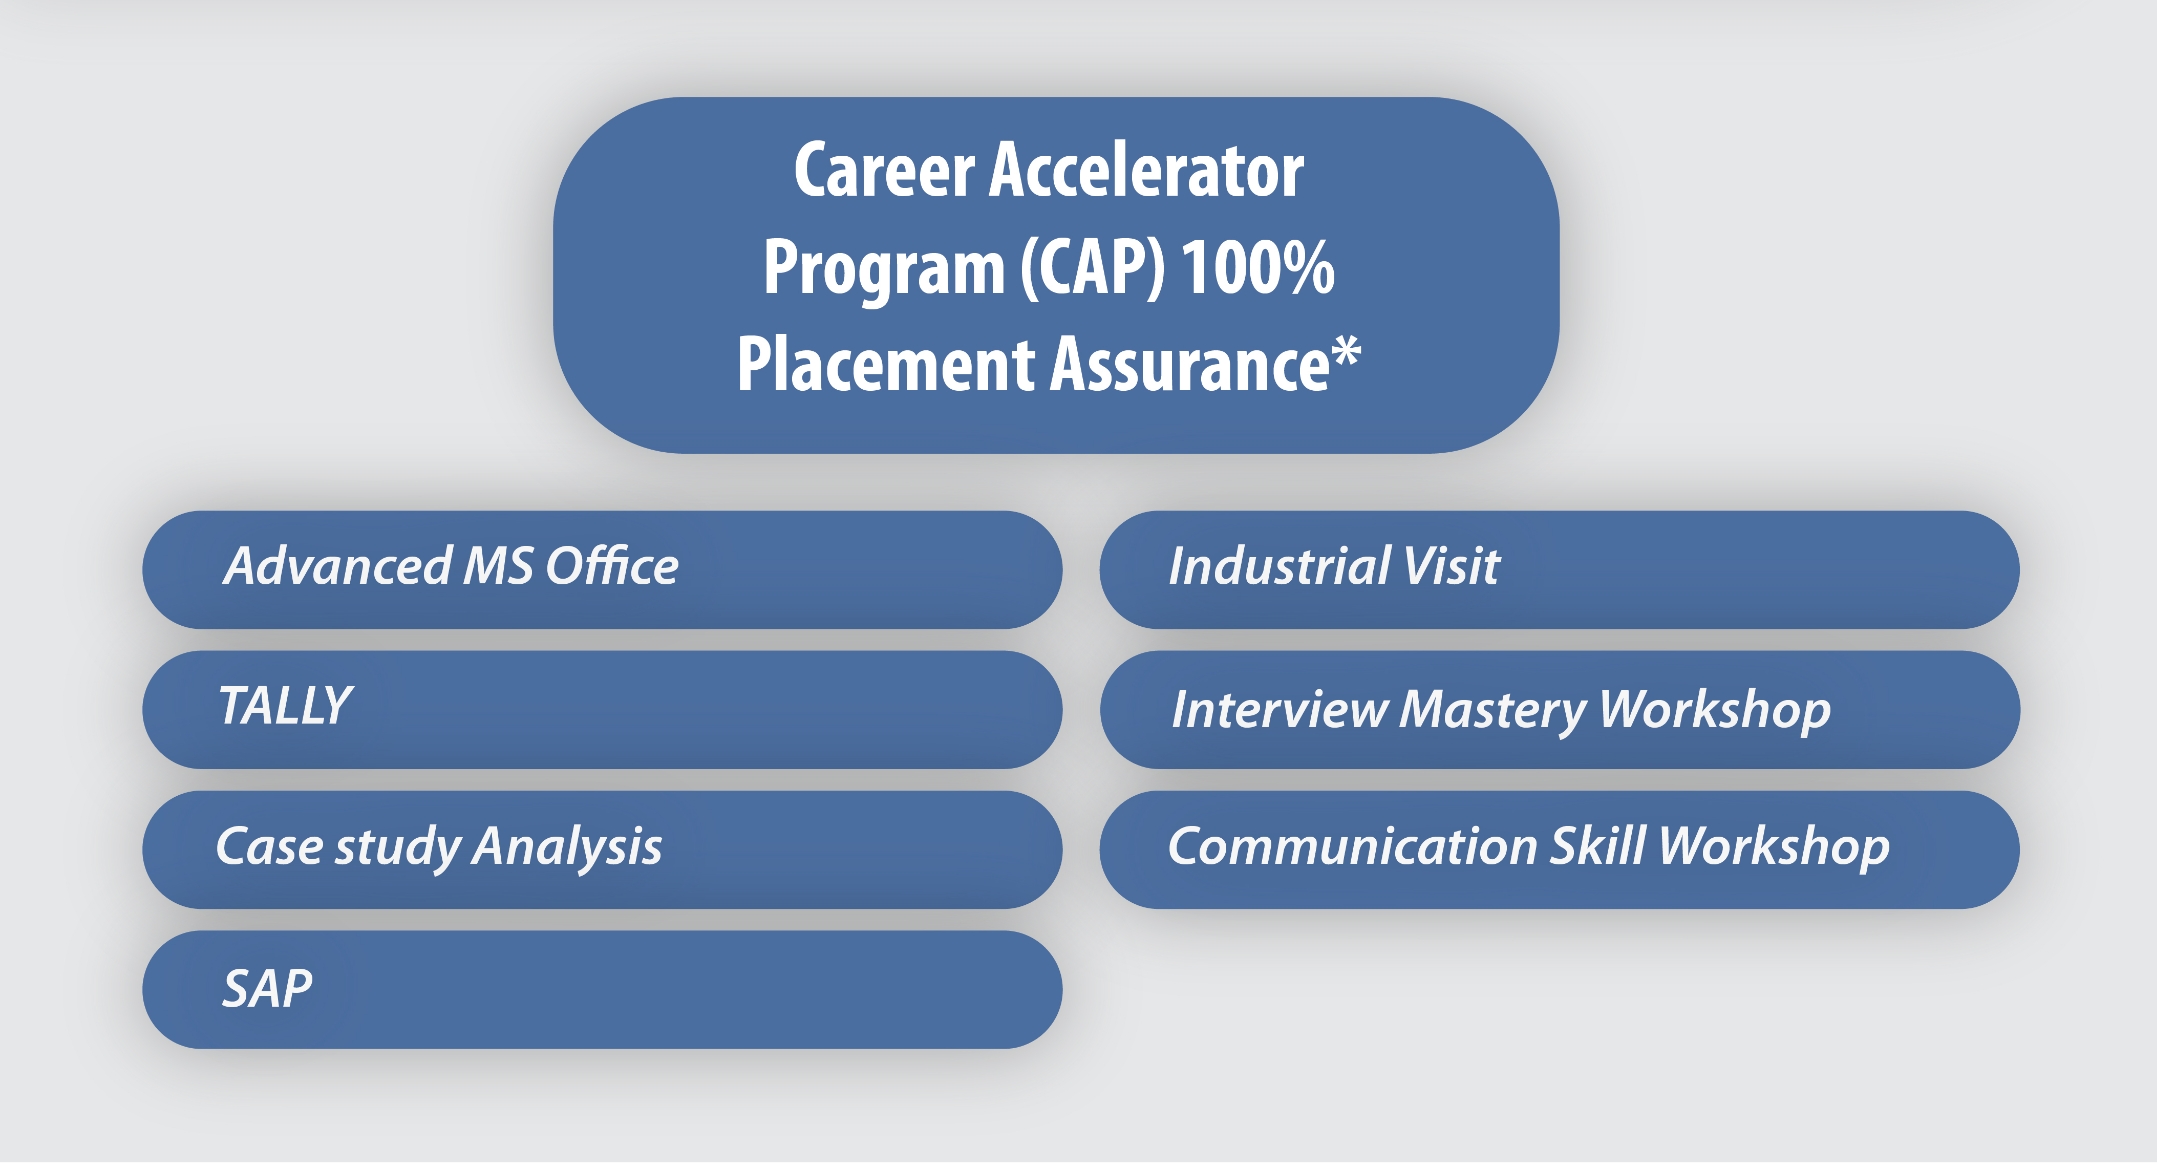 Career Accelerator
Program (CAP) 100%
Placement Assurance*
Advanced MS Office
TALLY
Case study Analysis
SAP
Industrial Visit
Interview Mastery Workshop
Communication Skill Workshop